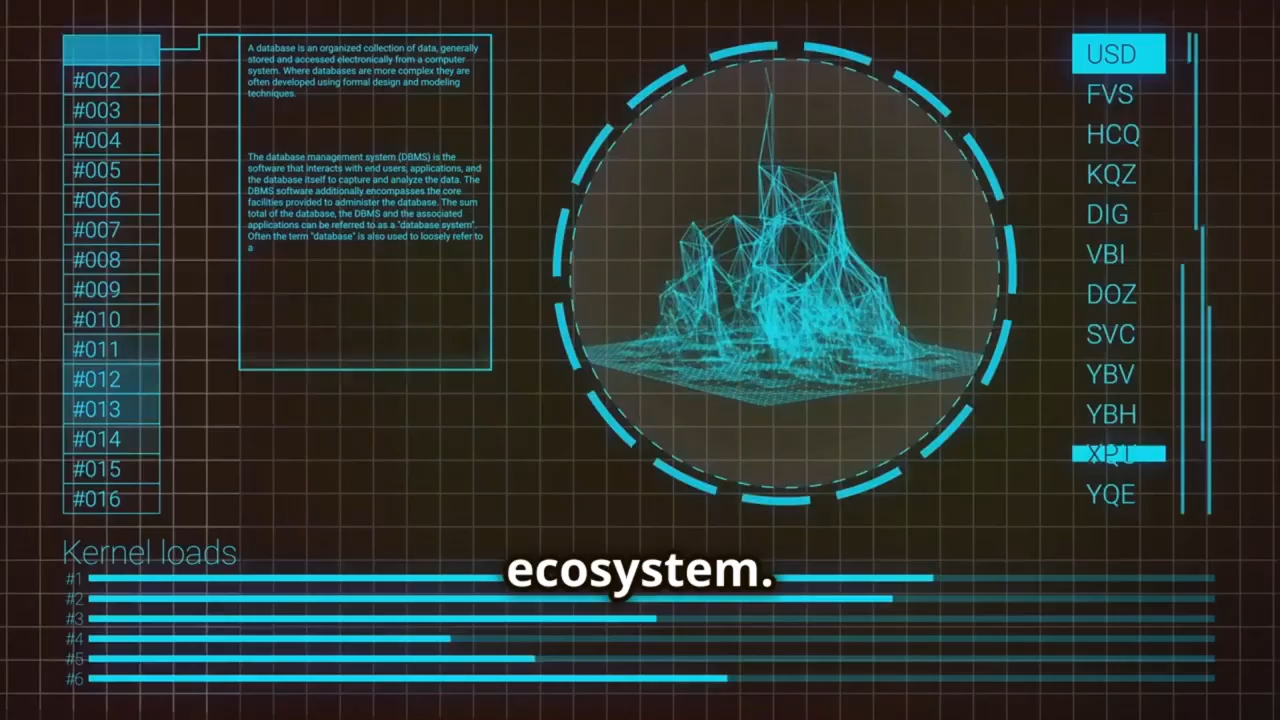 #002
#003
#004
#005
#006
#007
#008
#009
#010
#011
#012
#013
#014
#015
#016
A database is an organized collection of data, generally
stored and accessed electronically from a computer
system. Where databases are more complex they are
often developed using formal design and modeling
techniques.
The database management system (DBMS) is the
software that interacts with end users, applications, and
the database itself to capture and analyze the data. The
DBMS software additionally encompasses the core
facilities provided to administer the database. The sum
total of the database, the DBMS and the associated
applications can be referred to as a "database system".
Often the term "database" is also used to loosely refer to
a
USD
FVS
HCQ
KQZ
DIG
VBI
DOZ
SVC
YBV
YBH
XPT
YQE
Kernel loads
ecosystem.
#1
#2
#3
#4
#5
#6